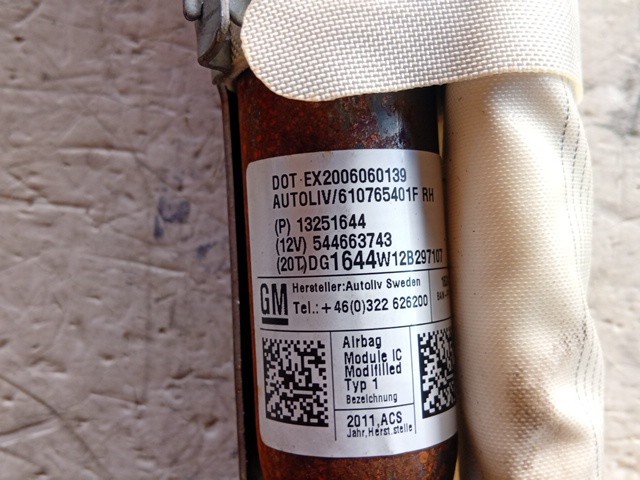 DOT EX2006060139
AUTOLIV/610765401F RH
(P) 13251644
(12V) 544663743
(20T)DG1644W12B297107
GM
Hersteller:Autoliv Sweden
Tel.:+46(0)322 626200
Airbag
Module IC
Modifilled
Typ 1
Bezeichnung
2011,ACS
Jahr,Herst.stelle